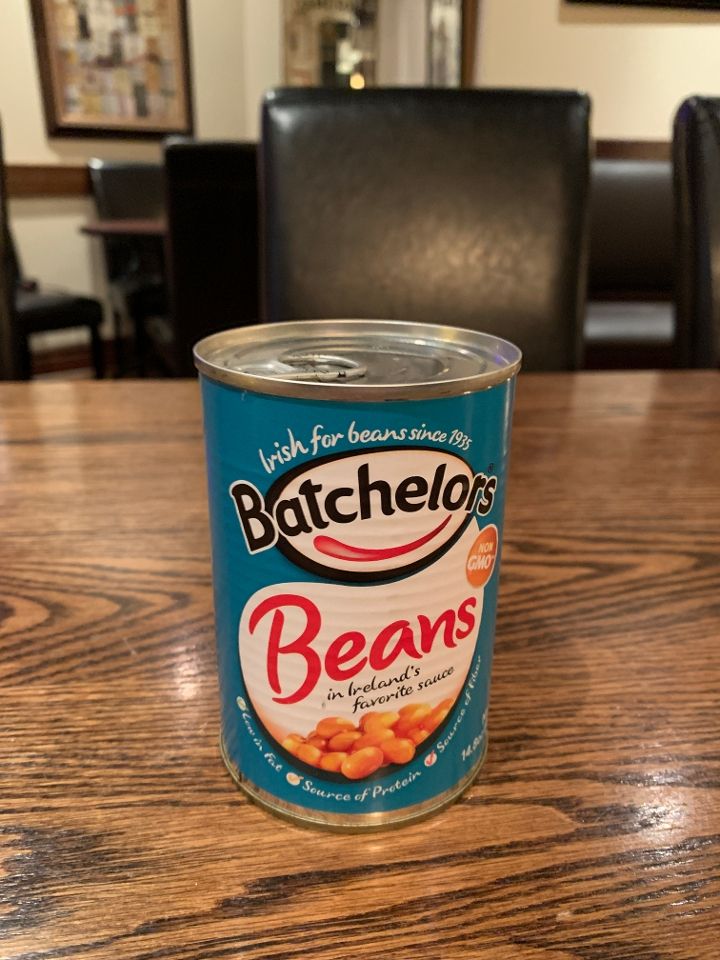 Irish for beans since 1935
Batchelors
NON
GMO
Beans
in Ireland's
favorite sauce
Low in Fat
Source of Protein
Source of Fiber